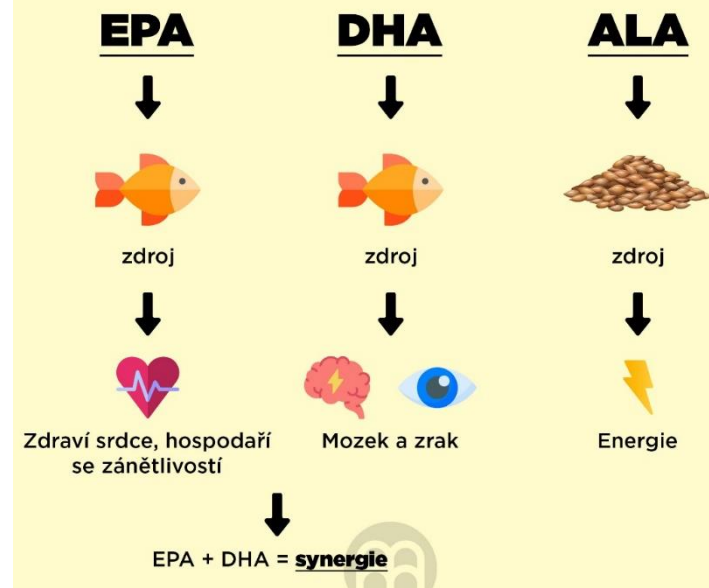 EPA
DHA
ALA
zdroj
zdroj
zdroj
Zdraví srdce, hospodaří
se zánětlivostí
Mozek a zrak
Energie
EPA + DHA = synergie